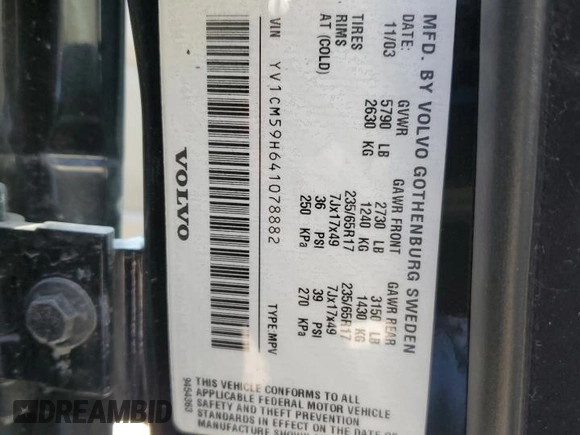 MFD. BY VOLVO GOTHENBURG SWEDEN
DATE: GVWR GAWR FRONT GAWR REAR
11/03 5790 LB 2730 LB 3150 LB
2630 KG 1240 KG 1430 KG
TIRES 235/65R17 235/65R17
RIMS 7Jx17x49 7Jx17x49
AT (COLD) 36 PSI 39 PSI
250 KPa 270 KPa
VIN YV1CM59H641078882 TYPE:MPV
VOLVO
9454363
THIS VEHICLE CONFORMS TO ALL
APPLICABLE FEDERAL MOTOR VEHICLE
SAFETY AND THEFT PREVENTION
STANDARDS IN EFFECT ON THE DATE OF
MANUFACTURE SHOWN
DREAMBID